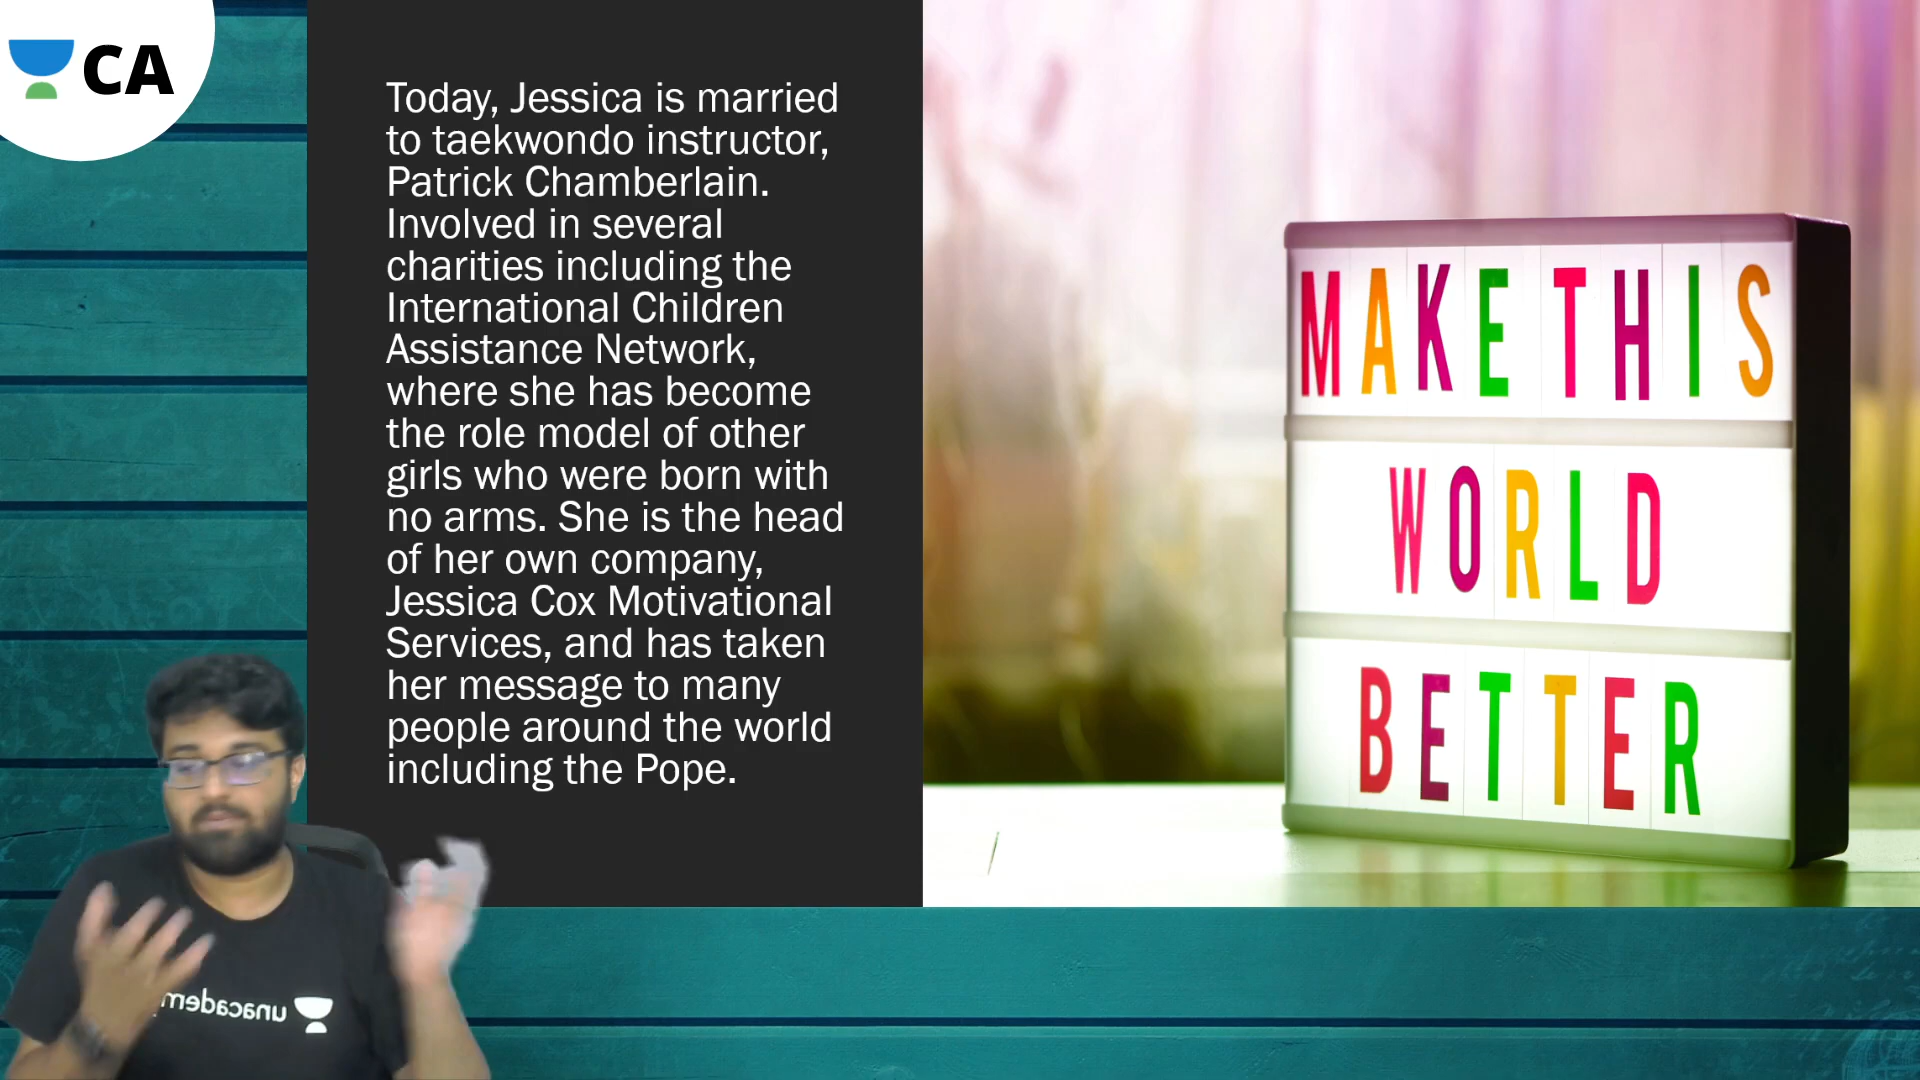 CA
Today, Jessica is married
to taekwondo instructor,
Patrick Chamberlain.
Involved in several
charities including the
International Children
Assistance Network,
where she has become
the role model of other
girls who were born with
no arms. She is the head
of her own company,
Jessica Cox Motivational
Services, and has taken
her message to many
people around the world
including the Pope.
MAKE THIS
WORLD
BETTER
unacadem